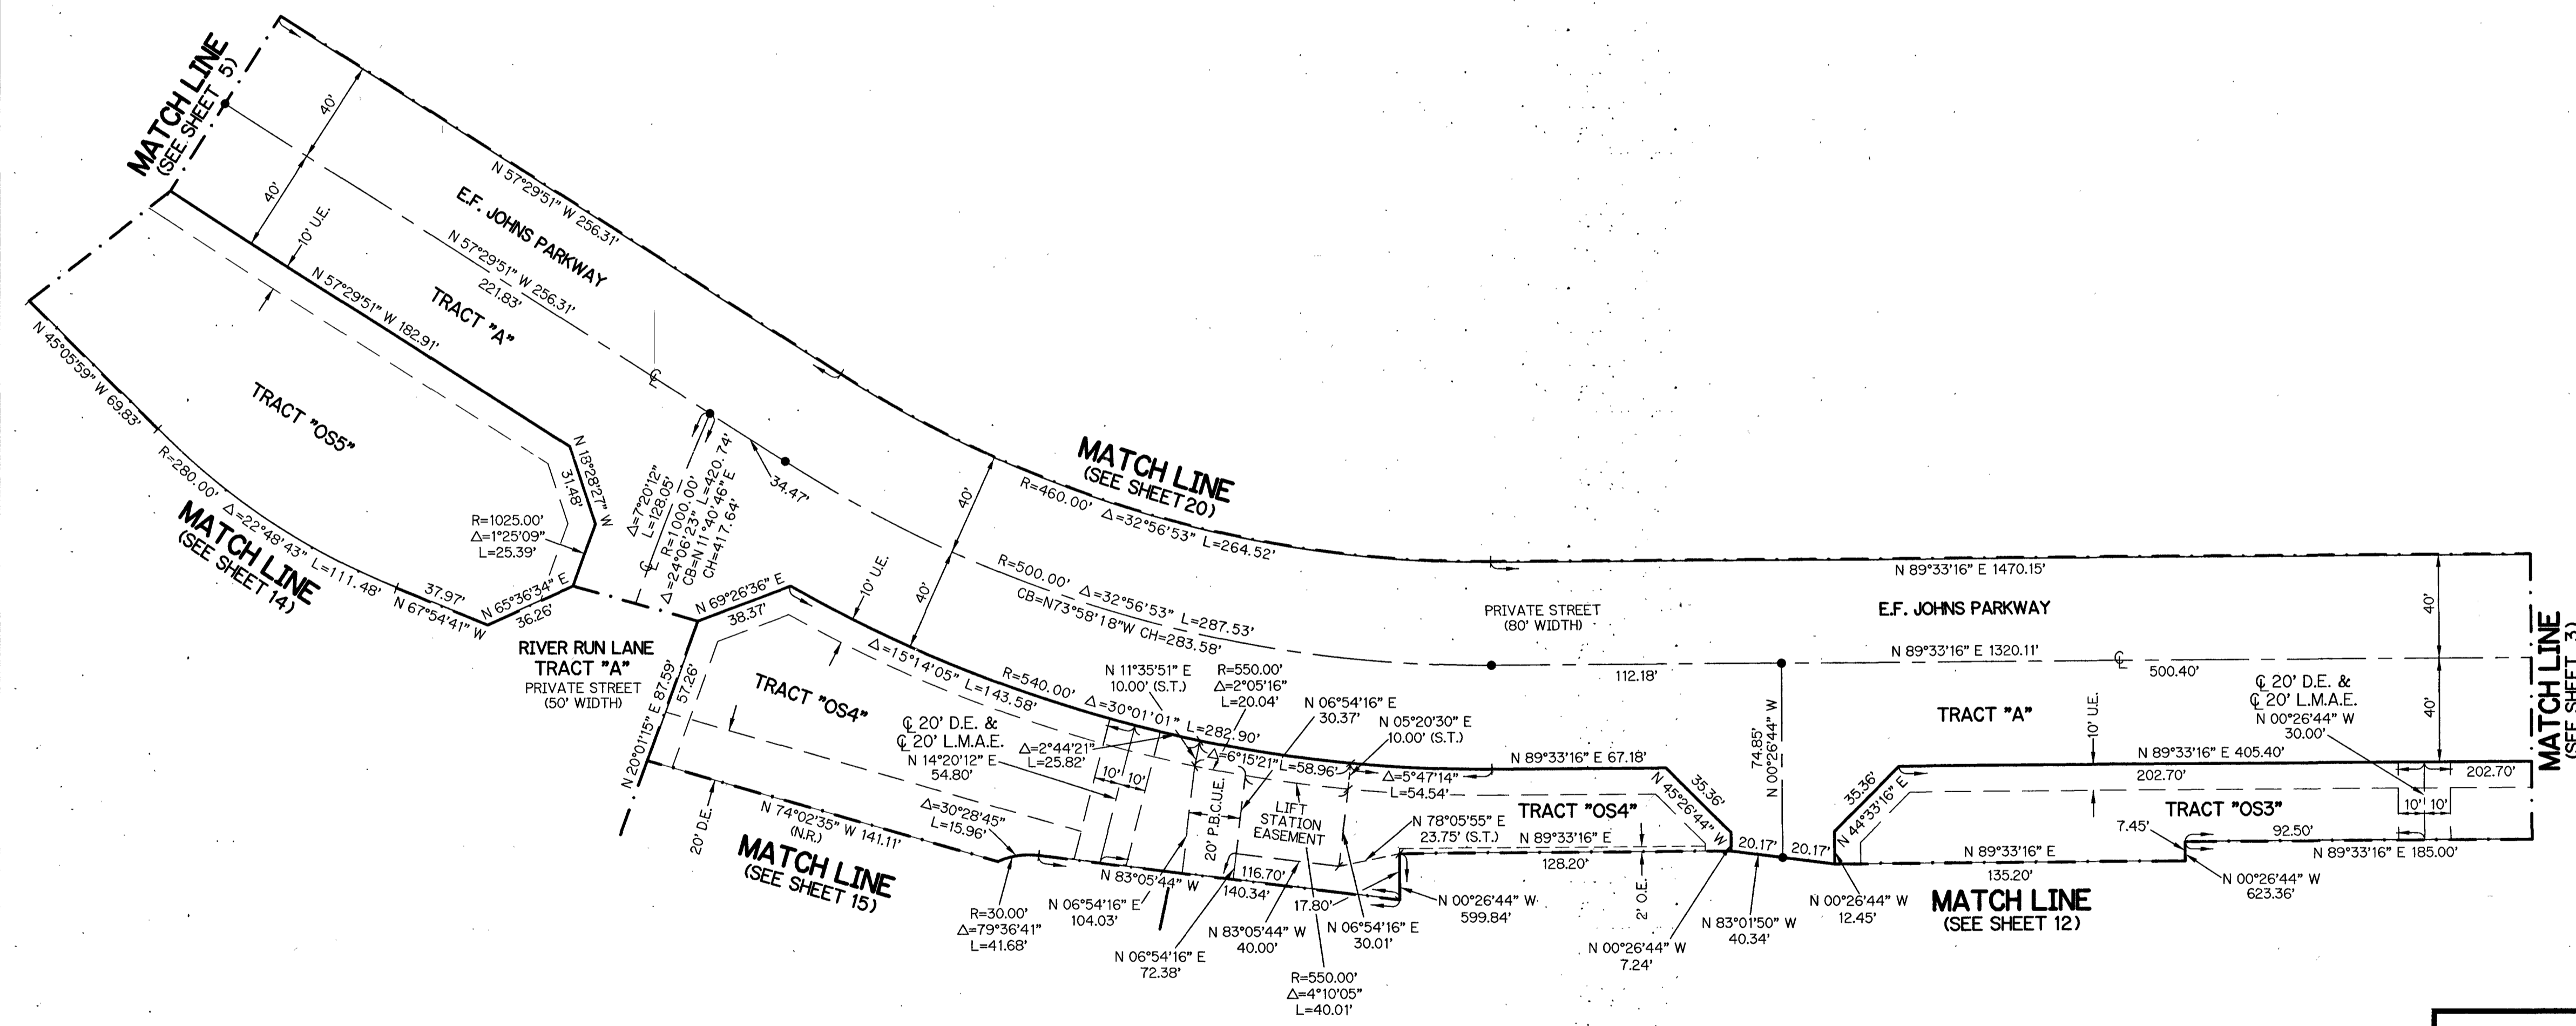 MATCH LINE
(SEE SHEET 5)
40'
40'
10' U.E.
N 57°29'51" W 256.31'
E.F. JOHNS PARKWAY
N 57°29'51" W 256.31'
221.83'
TRACT "A"
N 57°29'51" W 182.91'
N 45°05'59" W 69.83'
TRACT "OS5"
R=280.00' Δ=22°48'43" L=111.48'
MATCH LINE
(SEE SHEET 14)
37.97'
N 67°54'41" W
N 65°36'34" E
36.26'
R=1025.00'
Δ=1°25'09"
L=25.39'
N 18°28'27" W
31.48'
℄
Δ=7°20'12"
L=128.05'
℄ R=1000.00'
Δ=24°06'23" L=420.74'
CB=N 11°40'46" E
CH=417.64'
34.47'
MATCH LINE
(SEE SHEET 20)
R=460.00' Δ=32°56'53" L=264.52'
40'
40'
10' U.E.
R=500.00' Δ=32°56'53" L=287.53'
CB=N73°58'18"W CH=283.58'
N 69°26'36" E
38.37'
RIVER RUN LANE
TRACT "A"
PRIVATE STREET
(50' WIDTH)
N 20°01'15" E 87.59'
57.26'
TRACT "OS4"
Δ=15°14'05" L=143.58'
R=540.00' Δ=30°01'01" L=282.90'
N 11°35'51" E
10.00' (S.T.)
R=550.00'
Δ=2°05'16"
L=20.04'
N 06°54'16" E
30.37'
N 05°20'30" E
10.00' (S.T.)
℄ 20' D.E. &
℄ 20' L.M.A.E.
N 14°20'12" E
54.80'
Δ=2°44'21"
L=25.82'
10' 10'
Δ=6°15'21" L=58.96'
Δ=5°47'14"
L=54.54'
20' P.B.C.U.E.
LIFT
STATION
EASEMENT
20' D.E.
N 74°02'35" W 141.11'
(N.R.)
Δ=30°28'45"
L=15.96'
MATCH LINE
(SEE SHEET 15)
R=30.00'
Δ=79°36'41"
L=41.68'
N 83°05'44" W
140.34'
116.70'
N 06°54'16" E
104.03'
N 06°54'16" E
72.38'
N 83°05'44" W
40.00'
17.80'
N 06°54'16" E
30.01'
R=550.00'
Δ=4°10'05"
L=40.01'
N 78°05'55" E
23.75' (S.T.)
N 00°26'44" W
599.84'
PRIVATE STREET
(80' WIDTH)
112.18'
N 89°33'16" E 67.18'
35.36'
N 45°26'44" W
TRACT "OS4"
N 89°33'16" E
128.20'
2' O.E.
N 00°26'44" W
7.24'
74.85'
N 00°26'44" W
20.17'
20.17'
N 83°01'50" W
40.34'
N 00°26'44" W
12.45'
35.36'
N 44°33'16" E
N 89°33'16" E 1470.15'
E.F. JOHNS PARKWAY
N 89°33'16" E 1320.11'
℄
500.40'
TRACT "A"
10' U.E.
40'
40'
℄ 20' D.E. &
℄ 20' L.M.A.E.
N 00°26'44" W
30.00'
N 89°33'16" E 405.40'
202.70'
202.70'
10' 10'
TRACT "OS3"
7.45'
92.50'
N 89°33'16" E 185.00'
N 89°33'16" E
135.20'
N 00°26'44" W
623.36'
MATCH LINE
(SEE SHEET 12)
MATCH LINE
(SEE SHEET 3)